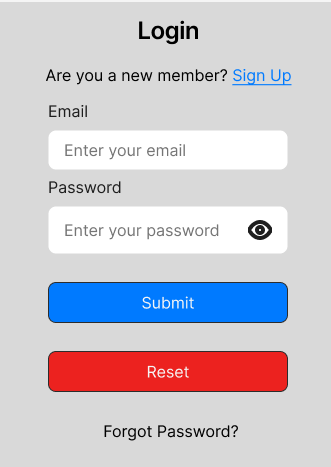 Login
Are you a new member? Sign Up
Email
Enter your email
Password
Enter your password
Submit
Reset
Forgot Password?